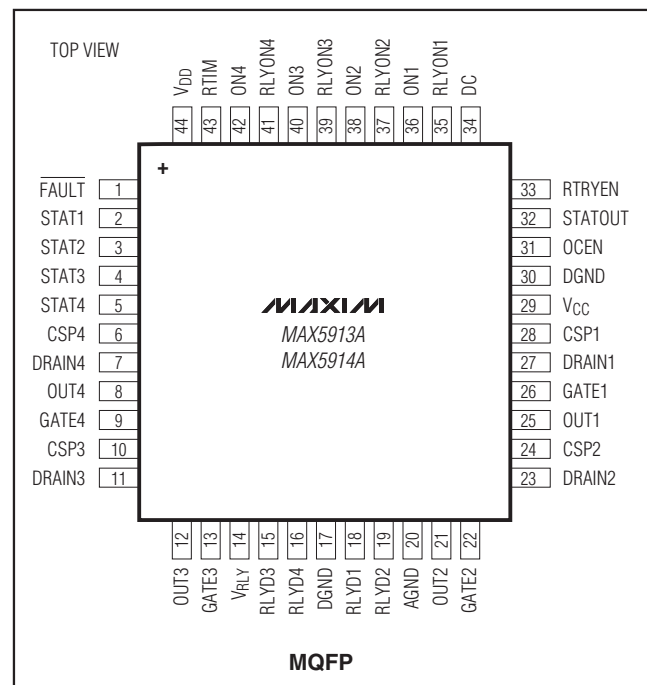 TOP VIEW
VDD
RTIM
ON4
RLYON4
ON3
RLYON3
ON2
RLYON2
ON1
RLYON1
DC
44
43
42
41
40
39
38
37
36
35
34
+
FAULT 1
STAT1 2
STAT2 3
STAT3 4
STAT4 5
CSP4 6
DRAIN4 7
OUT4 8
GATE4 9
CSP3 10
DRAIN3 11
MAXIM
MAX5913A
MAX5914A
33 RTRYEN
32 STATOUT
31 OCEN
30 DGND
29 VCC
28 CSP1
27 DRAIN1
26 GATE1
25 OUT1
24 CSP2
23 DRAIN2
12
13
14
15
16
17
18
19
20
21
22
OUT3
GATE3
VRLY
RLYD3
RLYD4
DGND
RLYD1
RLYD2
AGND
OUT2
GATE2
MQFP